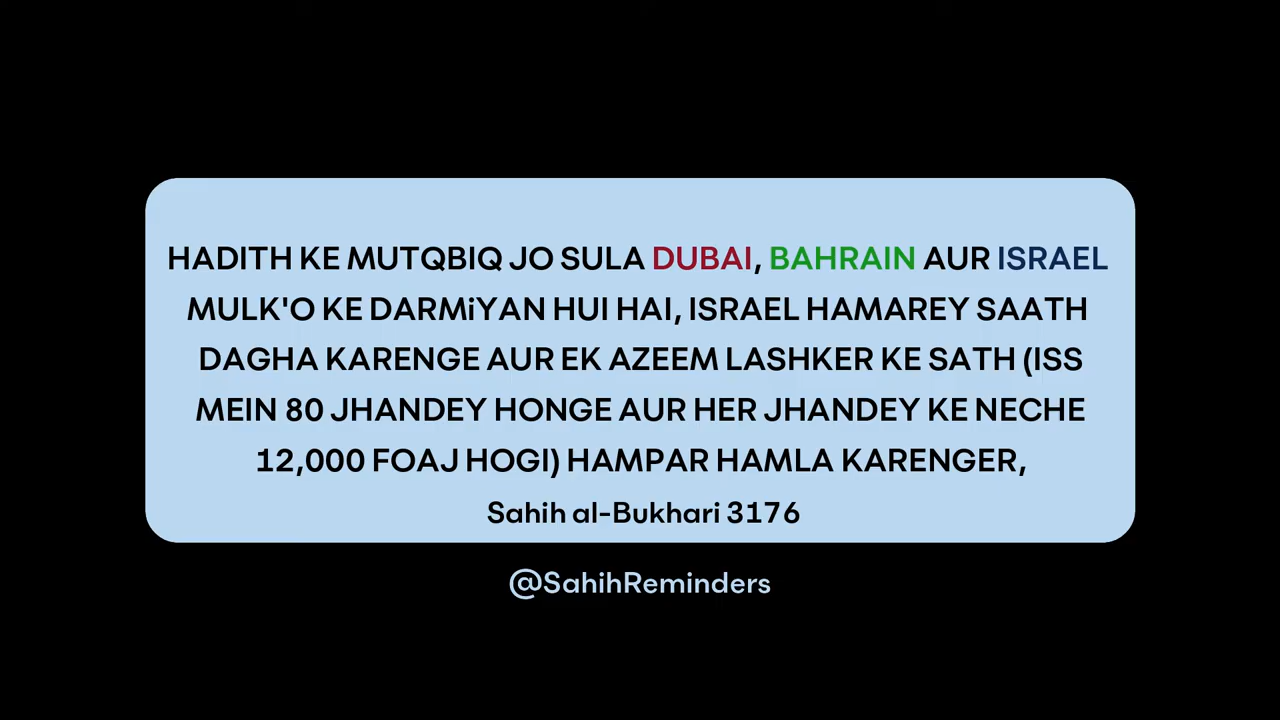 HADITH KE MUTQBIQ JO SULA DUBAI, BAHRAIN AUR ISRAEL
MULK'O KE DARMiYAN HUI HAI, ISRAEL HAMAREY SAATH
DAGHA KARENGE AUR EK AZEEM LASHKER KE SATH (ISS
MEIN 80 JHANDEY HONGE AUR HER JHANDEY KE NECHE
12,000 FOAJ HOGI) HAMPAR HAMLA KARENGER,
Sahih al-Bukhari 3176
@SahihReminders